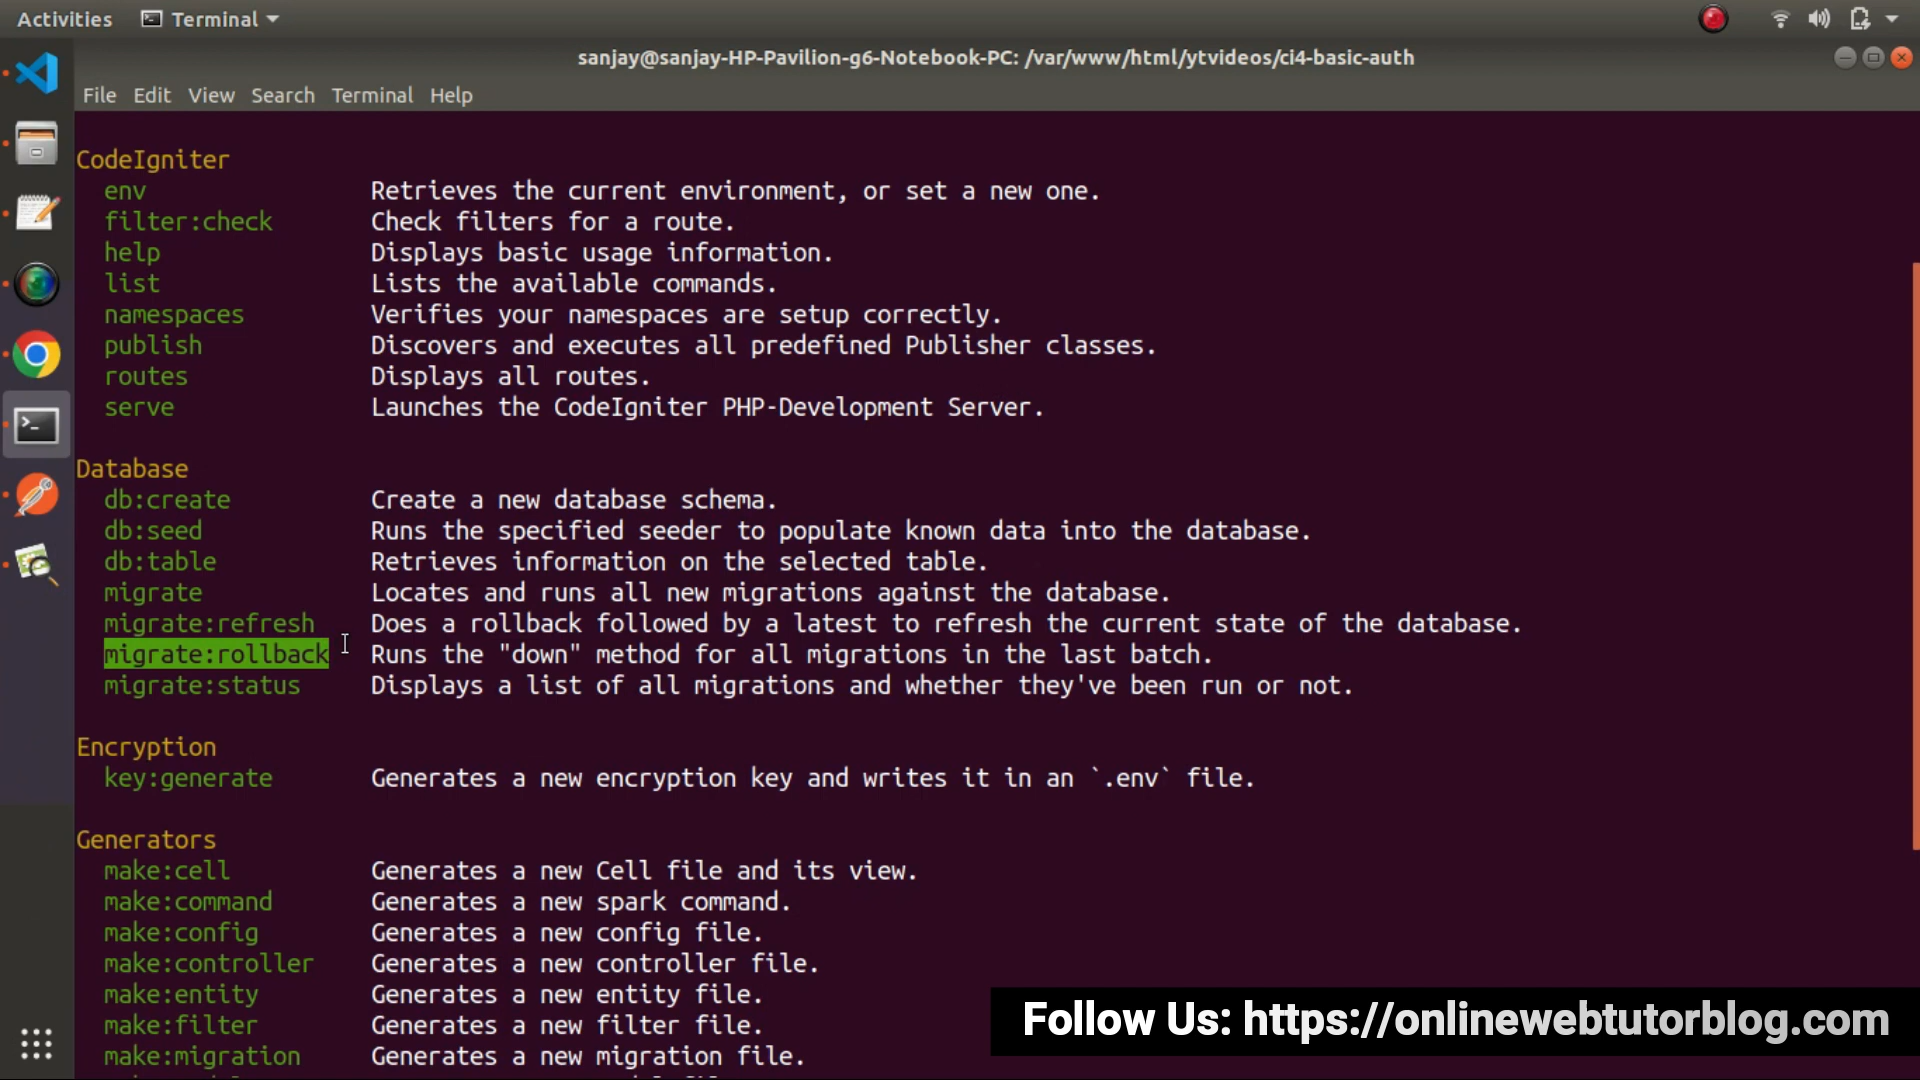 Activities Terminal
sanjay@sanjay-HP-Pavilion-g6-Notebook-PC: /var/www/html/ytvideos/ci4-basic-auth
File Edit View Search Terminal Help
CodeIgniter
env Retrieves the current environment, or set a new one.
filter:check Check filters for a route.
help Displays basic usage information.
list Lists the available commands.
namespaces Verifies your namespaces are setup correctly.
publish Discovers and executes all predefined Publisher classes.
routes Displays all routes.
serve Launches the CodeIgniter PHP-Development Server.
Database
db:create Create a new database schema.
db:seed Runs the specified seeder to populate known data into the database.
db:table Retrieves information on the selected table.
migrate Locates and runs all new migrations against the database.
migrate:refresh Does a rollback followed by a latest to refresh the current state of the database.
migrate:rollback Runs the "down" method for all migrations in the last batch.
migrate:status Displays a list of all migrations and whether they've been run or not.
Encryption
key:generate Generates a new encryption key and writes it in an `.env` file.
Generators
make:cell Generates a new Cell file and its view.
make:command Generates a new spark command.
make:config Generates a new config file.
make:controller Generates a new controller file.
make:entity Generates a new entity file.
make:filter Generates a new filter file.
make:migration Generates a new migration file.
Follow Us: https://onlinewebtutorblog.com